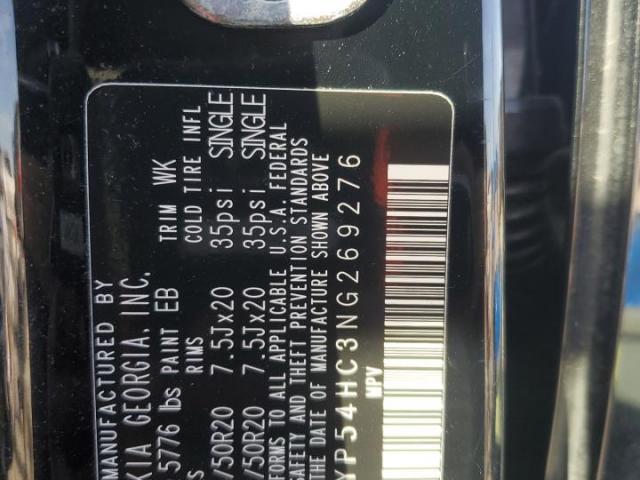 MANUFACTURED BY
KIA GEORGIA, INC.
5776 lbs PAINT EB TRIM WK
RIMS COLD TIRE INFL
/50R20 7.5Jx20 35psi SINGLE
/50R20 7.5Jx20 35psi SINGLE
FORMS TO ALL APPLICABLE U.S.A. FEDERAL
SAFETY AND THEFT PREVENTION STANDARDS
THE DATE OF MANUFACTURE SHOWN ABOVE
YP54HC3NG269276
MPV